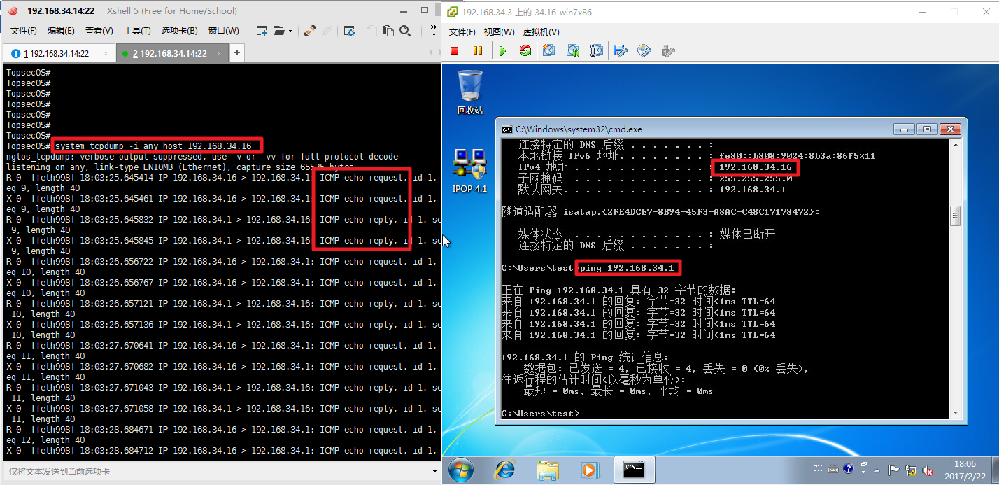 192.168.34.14:22 Xshell 5 (Free for Home/School)
文件(F) 编辑(E) 查看(V) 工具(T) 选项卡(B) 窗口(W)
1 192.168.34.14:22 × 2 192.168.34.14:22 × +
TopsecOS#
TopsecOS#
TopsecOS#
TopsecOS#
TopsecOS#
TopsecOS#
TopsecOS#
TopsecOS# system tcpdump -i any host 192.168.34.16
ngtos_tcpdump: verbose output suppressed, use -v or -vv for full protocol decode
listening on any, link-type EN10MB (Ethernet), capture size 65535 bytes
R-0 [feth998] 18:03:25.645414 IP 192.168.34.16 > 192.168.34.1: ICMP echo request, id 1,
eq 9, length 40
X-0 [feth998] 18:03:25.645461 IP 192.168.34.16 > 192.168.34.1: ICMP echo request, id 1,
eq 9, length 40
R-0 [feth998] 18:03:25.645832 IP 192.168.34.1 > 192.168.34.16: ICMP echo reply, id 1, se
9, length 40
X-0 [feth998] 18:03:25.645845 IP 192.168.34.1 > 192.168.34.16: ICMP echo reply, id 1, se
9, length 40
R-0 [feth998] 18:03:26.656722 IP 192.168.34.16 > 192.168.34.1: ICMP echo request, id 1,
eq 10, length 40
X-0 [feth998] 18:03:26.656767 IP 192.168.34.16 > 192.168.34.1: ICMP echo request, id 1,
eq 10, length 40
R-0 [feth998] 18:03:26.657121 IP 192.168.34.1 > 192.168.34.16: ICMP echo reply, id 1, se
10, length 40
X-0 [feth998] 18:03:26.657136 IP 192.168.34.1 > 192.168.34.16: ICMP echo reply, id 1, se
10, length 40
R-0 [feth998] 18:03:27.670641 IP 192.168.34.16 > 192.168.34.1: ICMP echo request, id 1,
eq 11, length 40
X-0 [feth998] 18:03:27.670682 IP 192.168.34.16 > 192.168.34.1: ICMP echo request, id 1,
eq 11, length 40
R-0 [feth998] 18:03:27.671043 IP 192.168.34.1 > 192.168.34.16: ICMP echo reply, id 1, se
11, length 40
X-0 [feth998] 18:03:27.671058 IP 192.168.34.1 > 192.168.34.16: ICMP echo reply, id 1, se
11, length 40
R-0 [feth998] 18:03:28.684671 IP 192.168.34.16 > 192.168.34.1: ICMP echo request, id 1,
eq 12, length 40
X-0 [feth998] 18:03:28.684712 IP 192.168.34.16 > 192.168.34.1: ICMP echo request, id 1,
仅将文本发送到当前选项卡
192.168.34.3 上的 34.16-win7x86
文件(F) 视图(W) 虚拟机(V)
回收站
IPOP 4.1
C:\Windows\system32\cmd.exe
连接特定的 DNS 后缀 . . . . . . . :
本地链接 IPv6 地址. . . . . . . . : fe80::b808:9024:8b3a:86f5%11
IPv4 地址 . . . . . . . . . . . . : 192.168.34.16
子网掩码 . . . . . . . . . . . . : 255.255.255.0
默认网关. . . . . . . . . . . . . : 192.168.34.1
隧道适配器 isatap.{2FE4DCE7-8B94-45F3-A8AC-C48C17178472}:
媒体状态 . . . . . . . . . . . . : 媒体已断开
连接特定的 DNS 后缀 . . . . . . . :
C:\Users\test>ping 192.168.34.1
正在 Ping 192.168.34.1 具有 32 字节的数据:
来自 192.168.34.1 的回复: 字节=32 时间<1ms TTL=64
来自 192.168.34.1 的回复: 字节=32 时间<1ms TTL=64
来自 192.168.34.1 的回复: 字节=32 时间<1ms TTL=64
来自 192.168.34.1 的回复: 字节=32 时间<1ms TTL=64
192.168.34.1 的 Ping 统计信息:
数据包: 已发送 = 4, 已接收 = 4, 丢失 = 0 (0% 丢失),
往返行程的估计时间(以毫秒为单位):
最短 = 0ms, 最长 = 0ms, 平均 = 0ms
C:\Users\test>
CH
18:06
2017/2/22